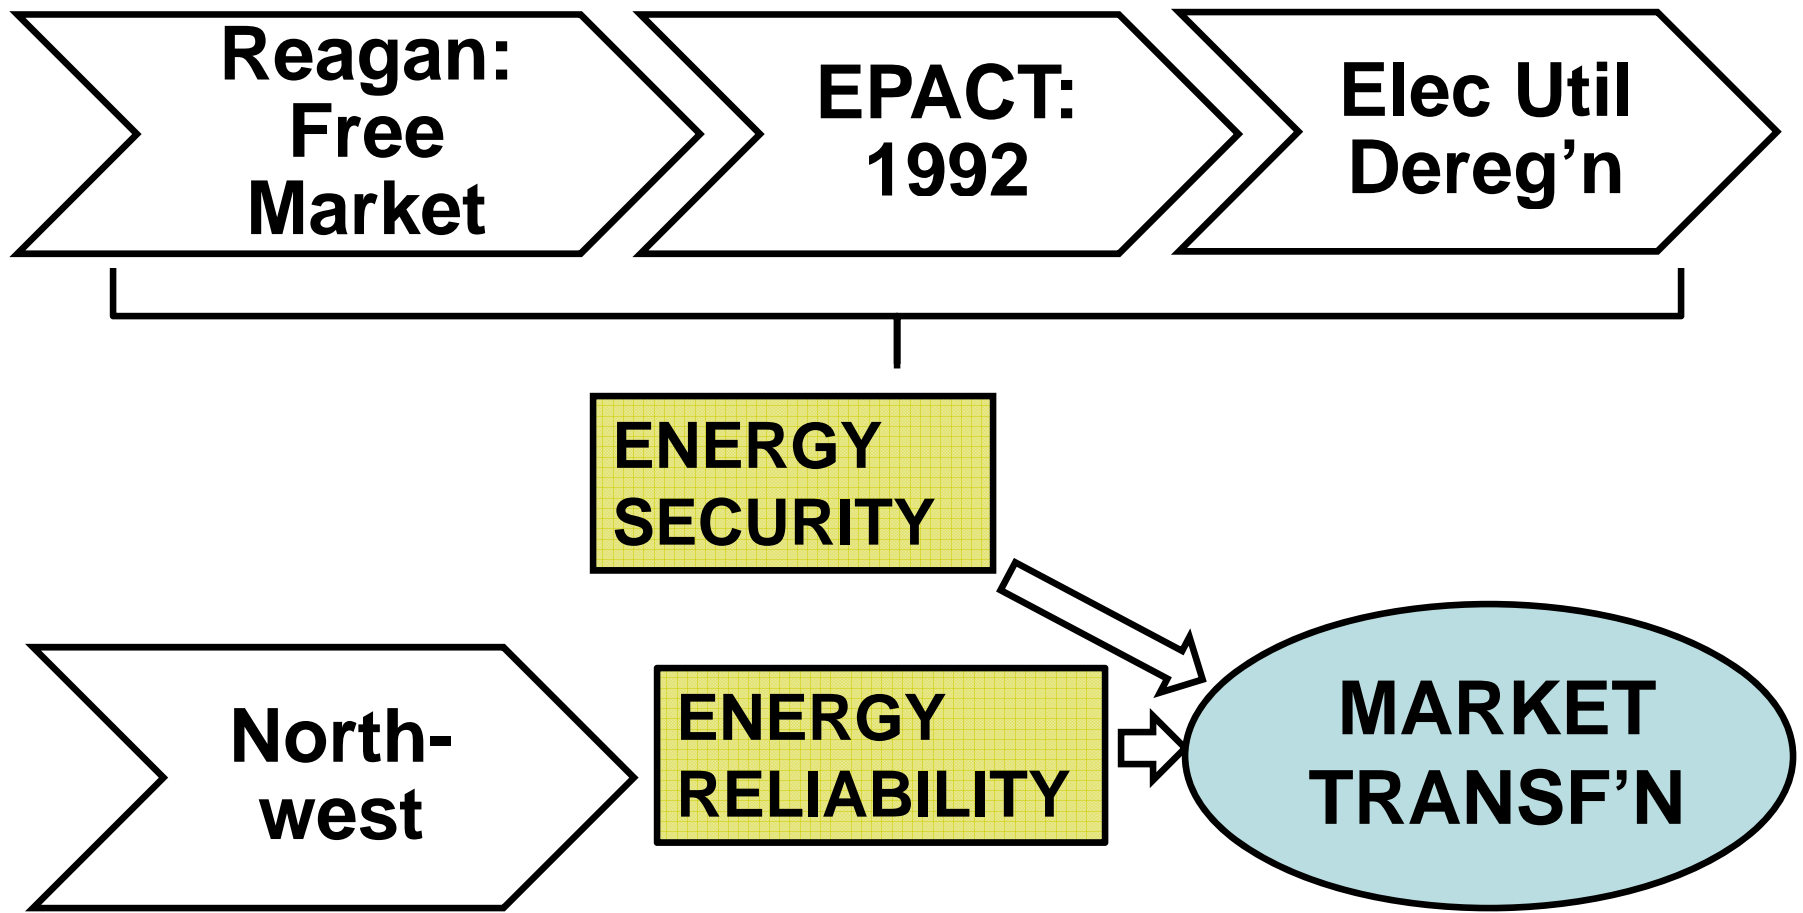 Reagan:
Free
Market
EPACT:
1992
Elec Util
Dereg’n
ENERGY
SECURITY
North-
west
ENERGY
RELIABILITY
MARKET
TRANSF’N